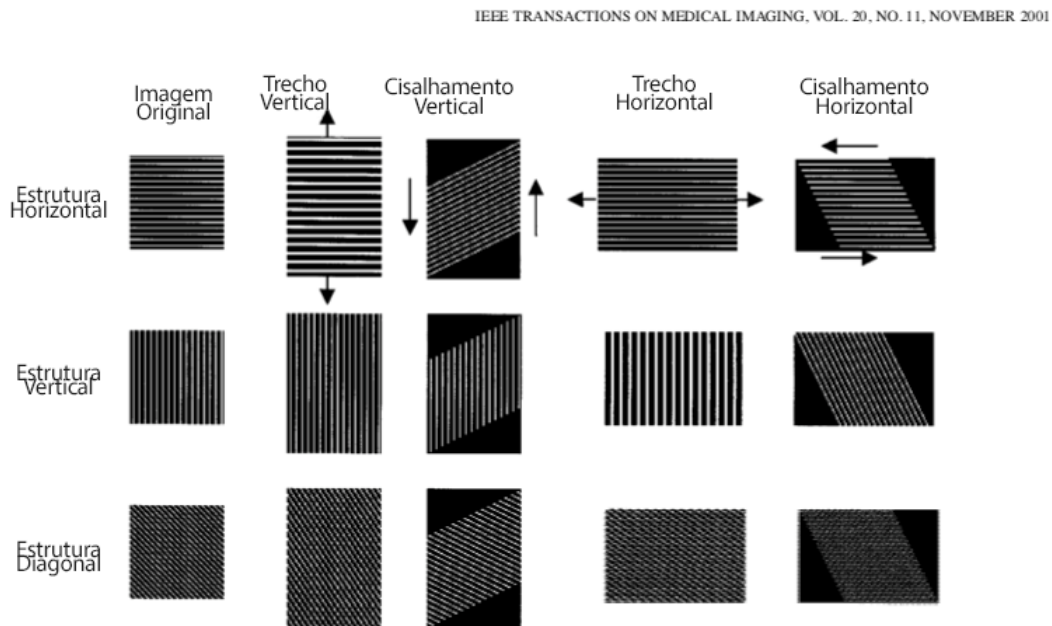 IEEE TRANSACTIONS ON MEDICAL IMAGING, VOL. 20, NO. 11, NOVEMBER 2001
Imagem
Original
Trecho
Vertical
Cisalhamento
Vertical
Trecho
Horizontal
Cisalhamento
Horizontal
Estrutura
Horizontal
Estrutura
Vertical
Estrutura
Diagonal